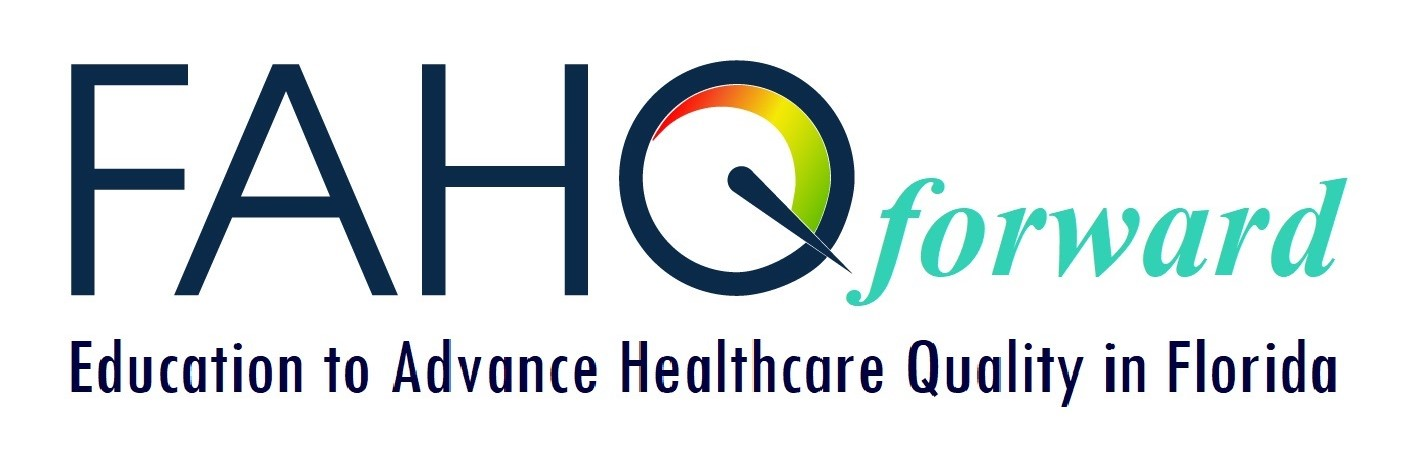 FAHQ forward
Education to Advance Healthcare Quality in Florida